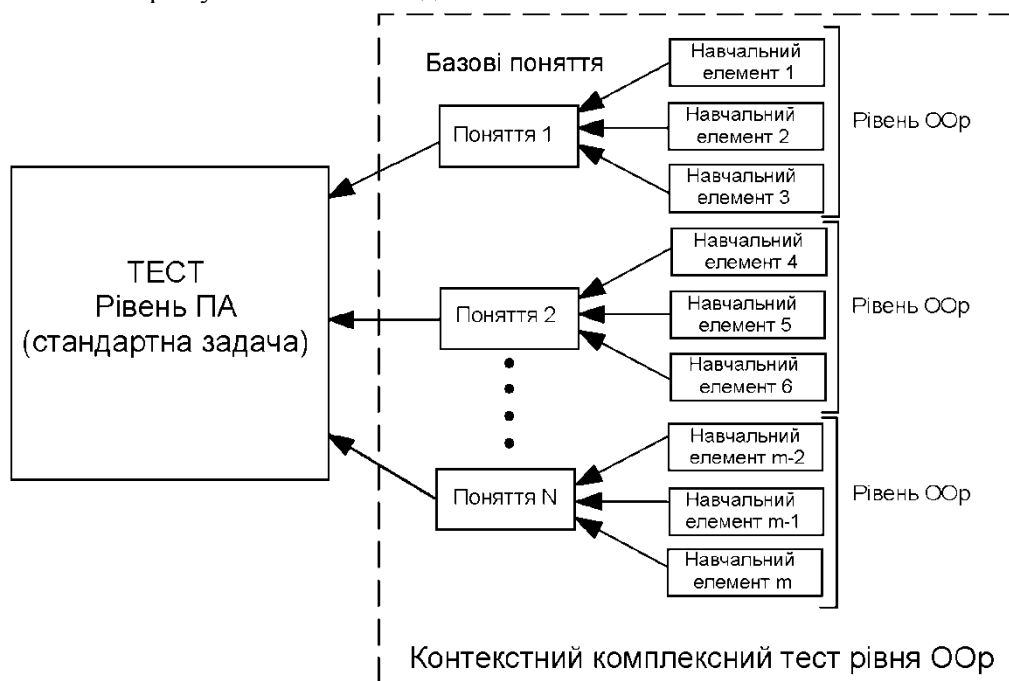 Базові поняття
Навчальний
елемент 1
Навчальний
елемент 2
Навчальний
елемент 3
Рівень ООр
Поняття 1
ТЕСТ
Рівень ПА
(стандартна задача)
Навчальний
елемент 4
Навчальний
елемент 5
Навчальний
елемент 6
Рівень ООр
Поняття 2
Навчальний
елемент m-2
Навчальний
елемент m-1
Навчальний
елемент m
Рівень ООр
Поняття N
Контекстний комплексний тест рівня ООр